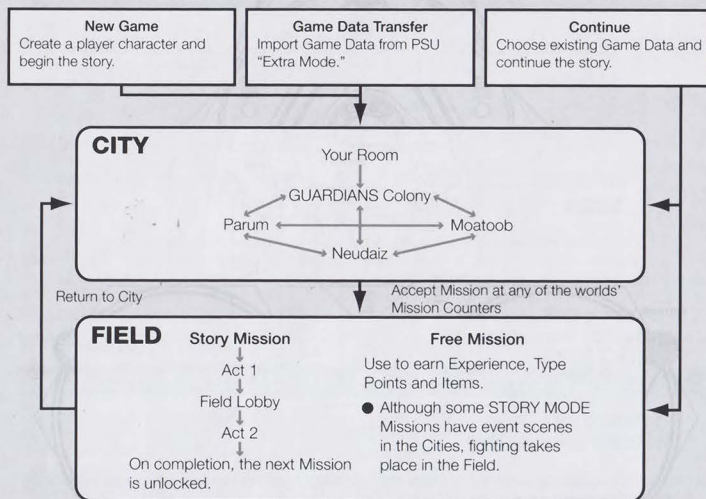 New Game
Create a player character and
begin the story.
Game Data Transfer
Import Game Data from PSU
“Extra Mode.”
Continue
Choose existing Game Data and
continue the story.
CITY
Your Room
GUARDIANS Colony
Parum
Moatoob
Neudaiz
Return to City
Accept Mission at any of the worlds’
Mission Counters
FIELD
Story Mission
Act 1
Field Lobby
Act 2
On completion, the next Mission
is unlocked.
Free Mission
Use to earn Experience, Type
Points and Items.
● Although some STORY MODE
Missions have event scenes
in the Cities, fighting takes
place in the Field.